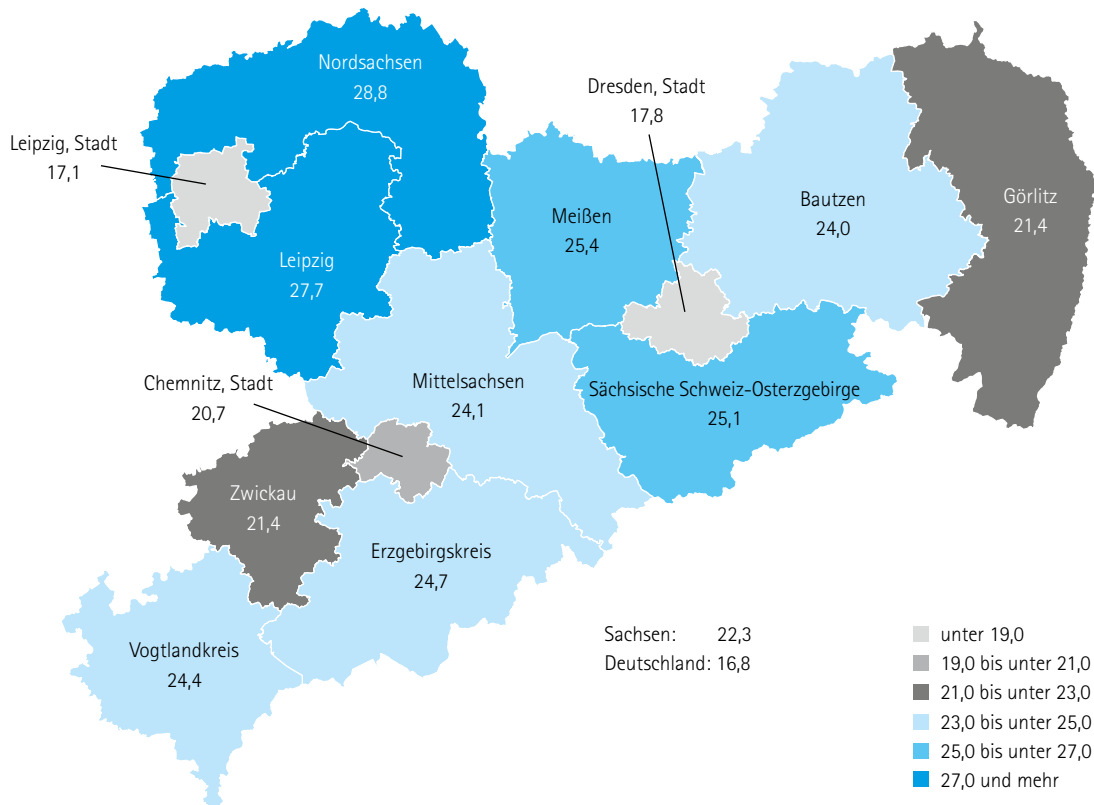 Nordsachsen
28,8
Dresden, Stadt
17,8
Leipzig, Stadt
17,1
Meißen
25,4
Bautzen
24,0
Görlitz
21,4
Leipzig
27,7
Chemnitz, Stadt
20,7
Mittelsachsen
24,1
Sächsische Schweiz-Osterzgebirge
25,1
Zwickau
21,4
Erzgebirgskreis
24,7
Vogtlandkreis
24,4
Sachsen: 22,3
Deutschland: 16,8
unter 19,0
19,0 bis unter 21,0
21,0 bis unter 23,0
23,0 bis unter 25,0
25,0 bis unter 27,0
27,0 und mehr